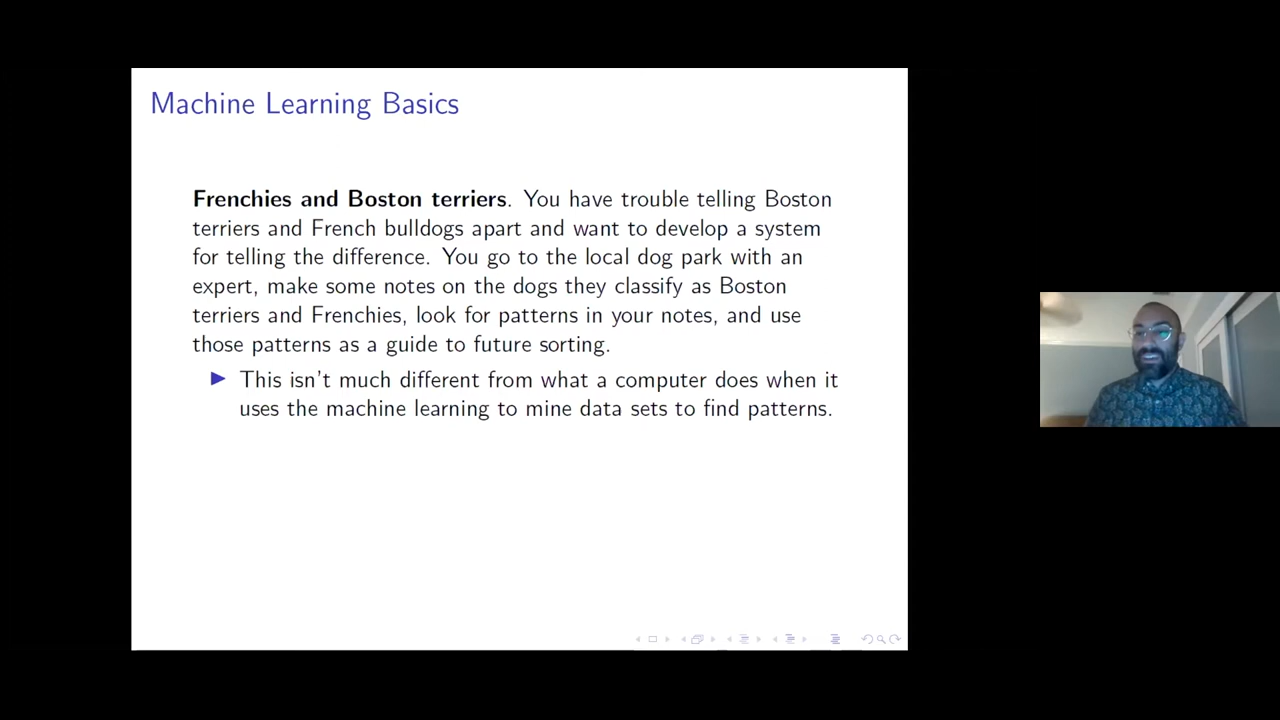 Machine Learning Basics
Frenchies and Boston terriers. You have trouble telling Boston
terriers and French bulldogs apart and want to develop a system
for telling the difference. You go to the local dog park with an
expert, make some notes on the dogs they classify as Boston
terriers and Frenchies, look for patterns in your notes, and use
those patterns as a guide to future sorting.
This isn't much different from what a computer does when it
uses the machine learning to mine data sets to find patterns.